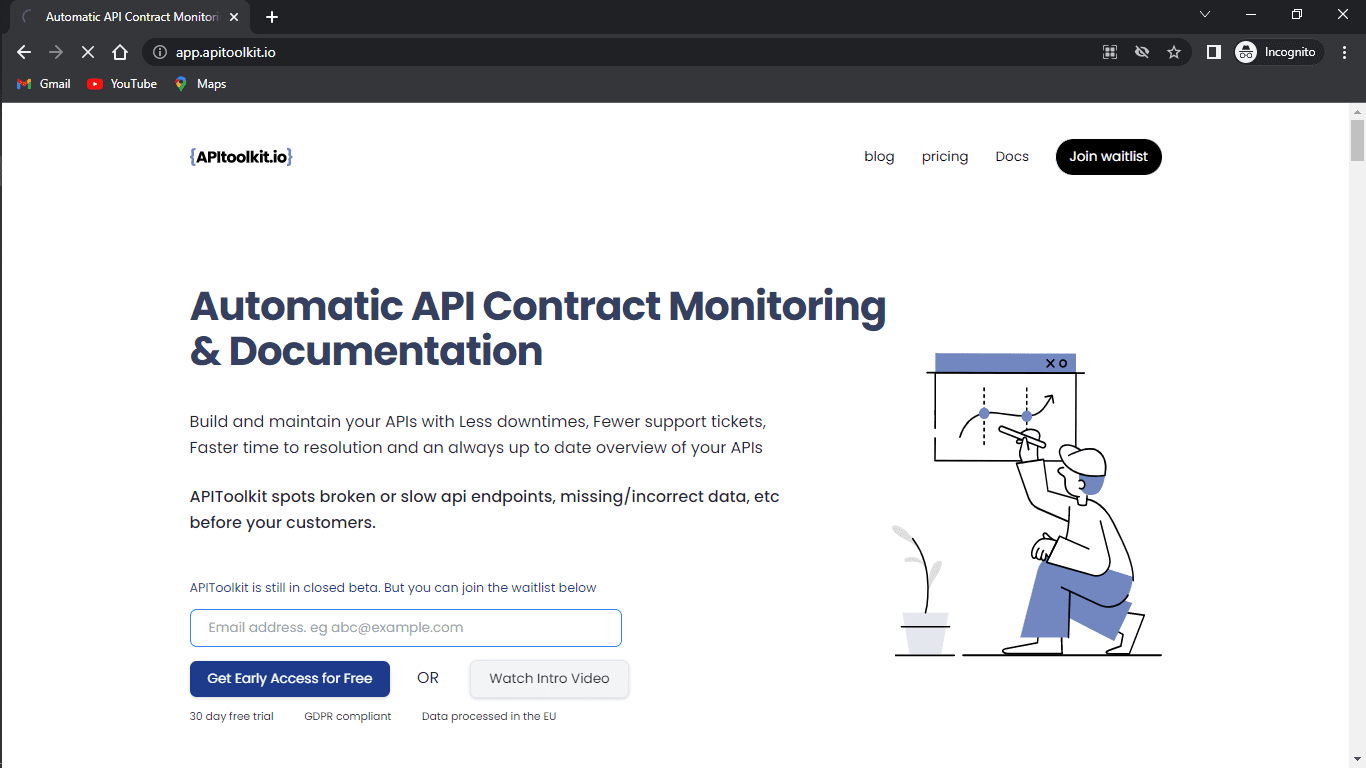 Automatic API Contract Monitori
app.apitoolkit.io
Incognito
Gmail
YouTube
Maps
{APItoolkit.io}
blog
pricing
Docs
Join waitlist
Automatic API Contract Monitoring
& Documentation
X O
Build and maintain your APIs with Less downtimes, Fewer support tickets,
Faster time to resolution and an always up to date overview of your APIs
APIToolkit spots broken or slow api endpoints, missing/incorrect data, etc
before your customers.
APIToolkit is still in closed beta. But you can join the waitlist below
Email address. eg abc@example.com
Get Early Access for Free
OR
Watch Intro Video
30 day free trial
GDPR compliant
Data processed in the EU